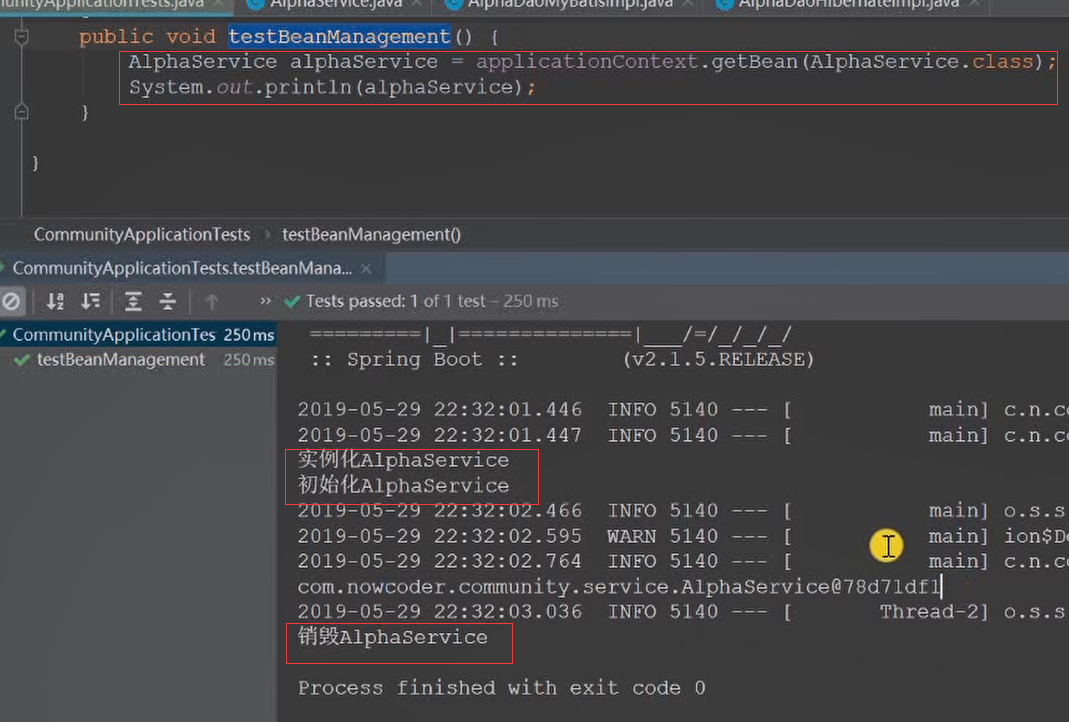 munityApplicationTests.java AlphaService.java AlphaDaoMyBatisImpl.java AlphaDaoHibernateImpl.java
public void testBeanManagement() {
AlphaService alphaService = applicationContext.getBean(AlphaService.class);
System.out.println(alphaService);
}
}
CommunityApplicationTests testBeanManagement()
CommunityApplicationTests.testBeanMana...
Tests passed: 1 of 1 test – 250 ms
CommunityApplicationTes 250 ms
testBeanManagement 250 ms
=========|_|==============|___/=/_/_/_/
:: Spring Boot :: (v2.1.5.RELEASE)
2019-05-29 22:32:01.446 INFO 5140 --- [ main] c.n.co
2019-05-29 22:32:01.447 INFO 5140 --- [ main] c.n.co
实例化AlphaService
初始化AlphaService
2019-05-29 22:32:02.466 INFO 5140 --- [ main] o.s.s
2019-05-29 22:32:02.595 WARN 5140 --- [ main] ion$De
2019-05-29 22:32:02.764 INFO 5140 --- [ main] c.n.co
com.nowcoder.community.service.AlphaService@78d71df1
2019-05-29 22:32:03.036 INFO 5140 --- [ Thread-2] o.s.s
销毁AlphaService
Process finished with exit code 0